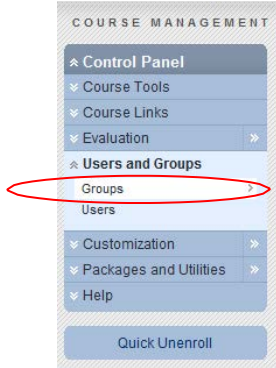 COURSE MANAGEMENT
Control Panel
Course Tools
Course Links
Evaluation
Users and Groups
Groups
Users
Customization
Packages and Utilities
Help
Quick Unenroll